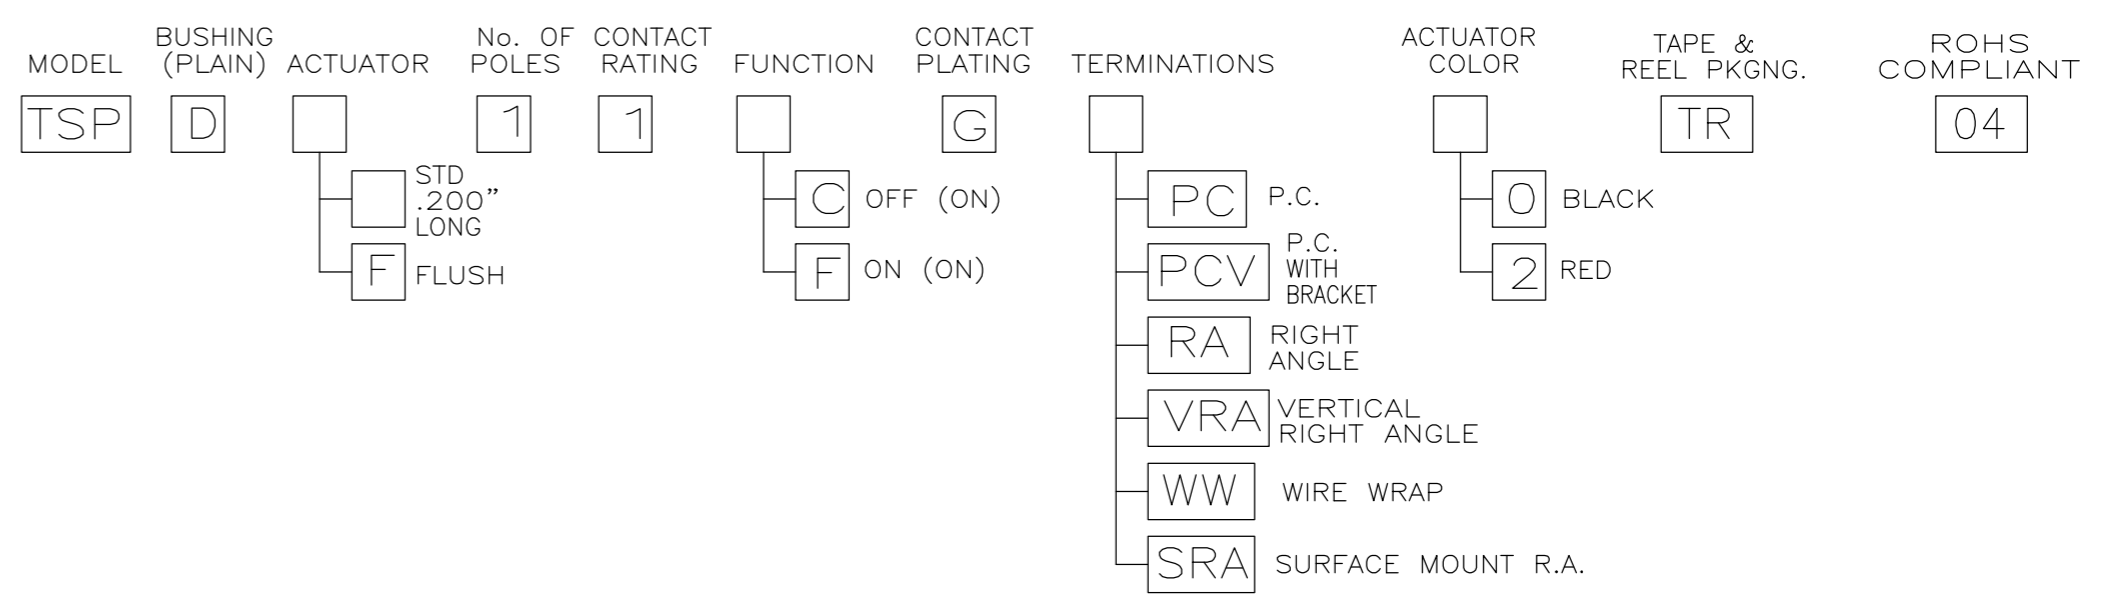 MODEL
BUSHING
(PLAIN)
ACTUATOR
No. OF
POLES
CONTACT
RATING
FUNCTION
CONTACT
PLATING
TERMINATIONS
ACTUATOR
COLOR
TAPE &
REEL PKGNG.
ROHS
COMPLIANT
TSP
D
1
1
G
TR
04
STD
.200”
LONG
F FLUSH
C OFF (ON)
F ON (ON)
PC P.C.
PCV
P.C.
WITH
BRACKET
RA
RIGHT
ANGLE
VRA
VERTICAL
RIGHT ANGLE
WW WIRE WRAP
SRA SURFACE MOUNT R.A.
0 BLACK
2 RED